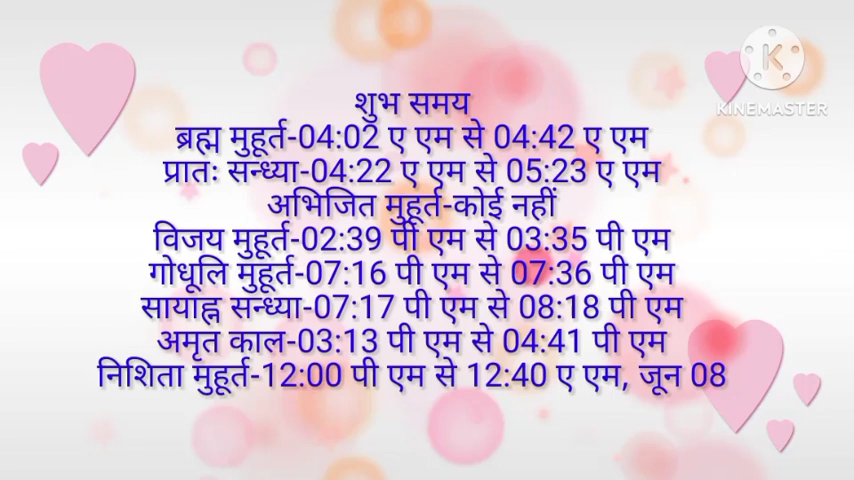 शुभ समय
ब्रह्म मुहूर्त-04:02 ए एम से 04:42 ए एम
प्रातः सन्ध्या-04:22 ए एम से 05:23 ए एम
अभिजित मुहूर्त-कोई नहीं
विजय मुहूर्त-02:39 पी एम से 03:35 पी एम
गोधूलि मुहूर्त-07:16 पी एम से 07:36 पी एम
सायाह्न सन्ध्या-07:17 पी एम से 08:18 पी एम
अमृत काल-03:13 पी एम से 04:41 पी एम
निशिता मुहूर्त-12:00 पी एम से 12:40 ए एम, जून 08
K
KINEMASTER